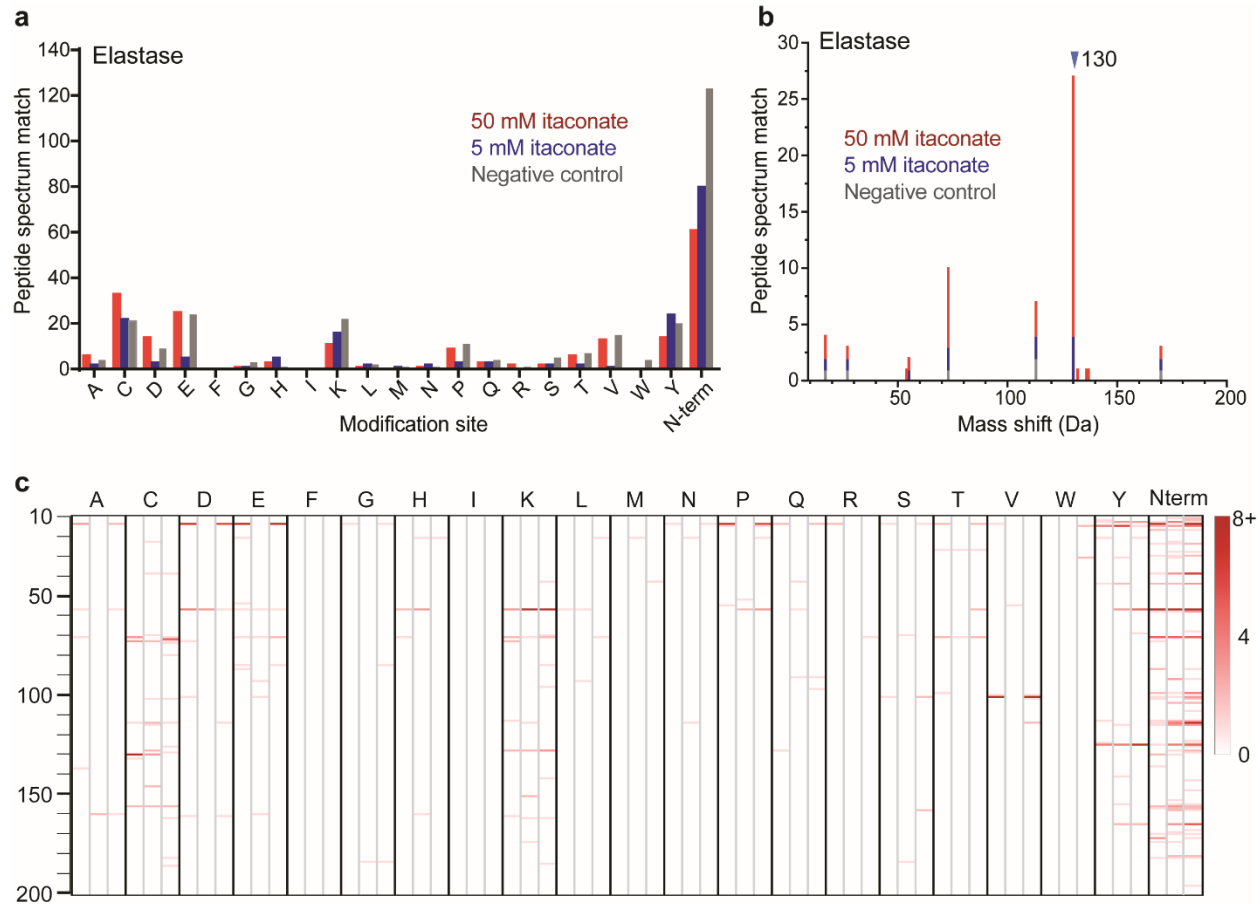 a
Elastase
Peptide spectrum match
140
120
100
80
60
40
20
0
50 mM itaconate
5 mM itaconate
Negative control
A C D E F G H I K L M N P Q R S T V W Y N-term
Modification site
b
Elastase
Peptide spectrum match
30
25
20
15
10
5
0
130
50 mM itaconate
5 mM itaconate
Negative control
50 100 150 200
Mass shift (Da)
c
A C D E F G H I K L M N P Q R S T V W Y Nterm
10
50
100
150
200
8+
4
0